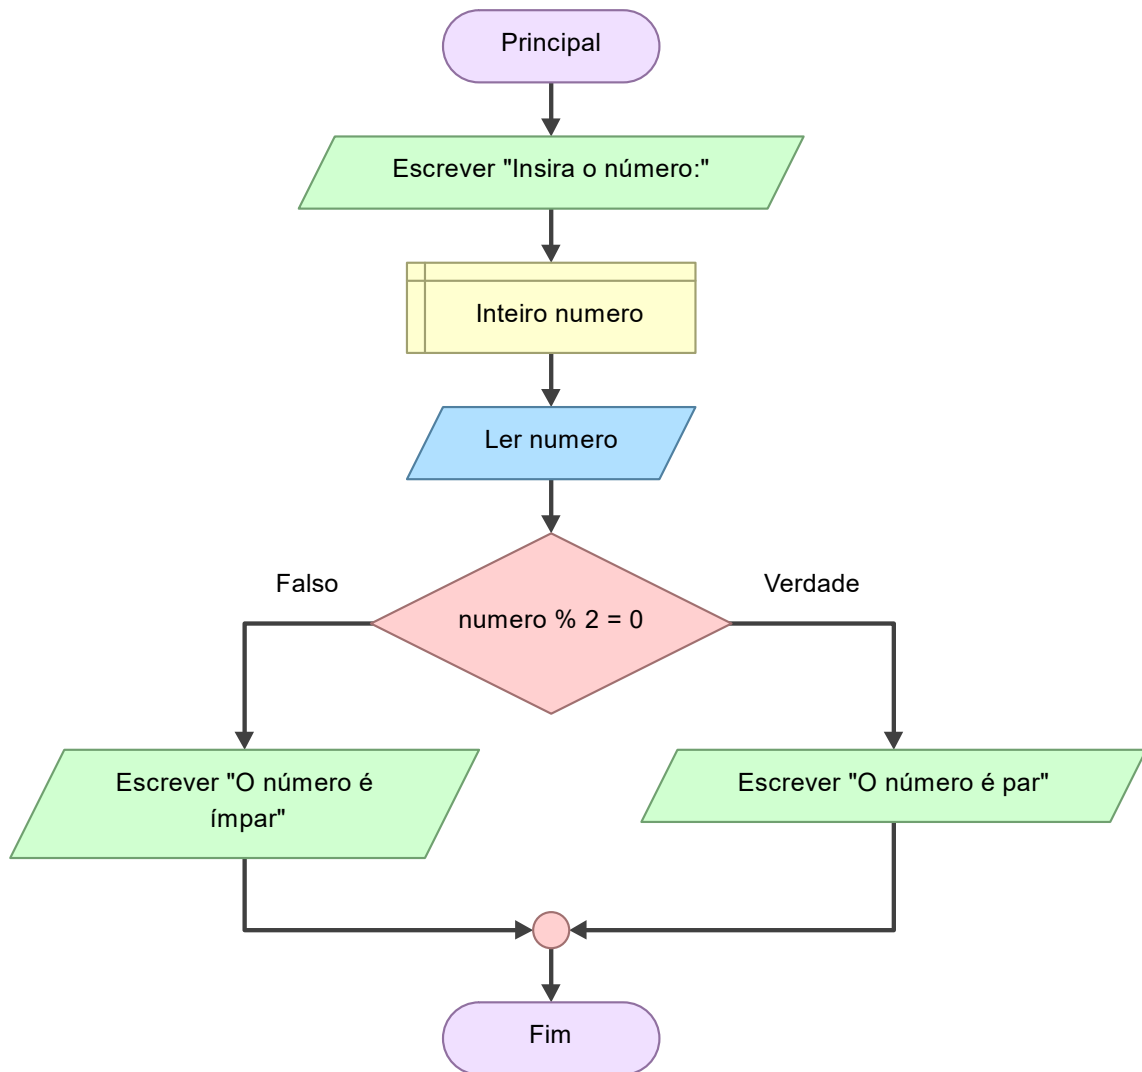 Principal
Escrever "Insira o número:"
Inteiro numero
Ler numero
Falso
Verdade
numero % 2 = 0
Escrever "O número é
ímpar"
Escrever "O número é par"
Fim